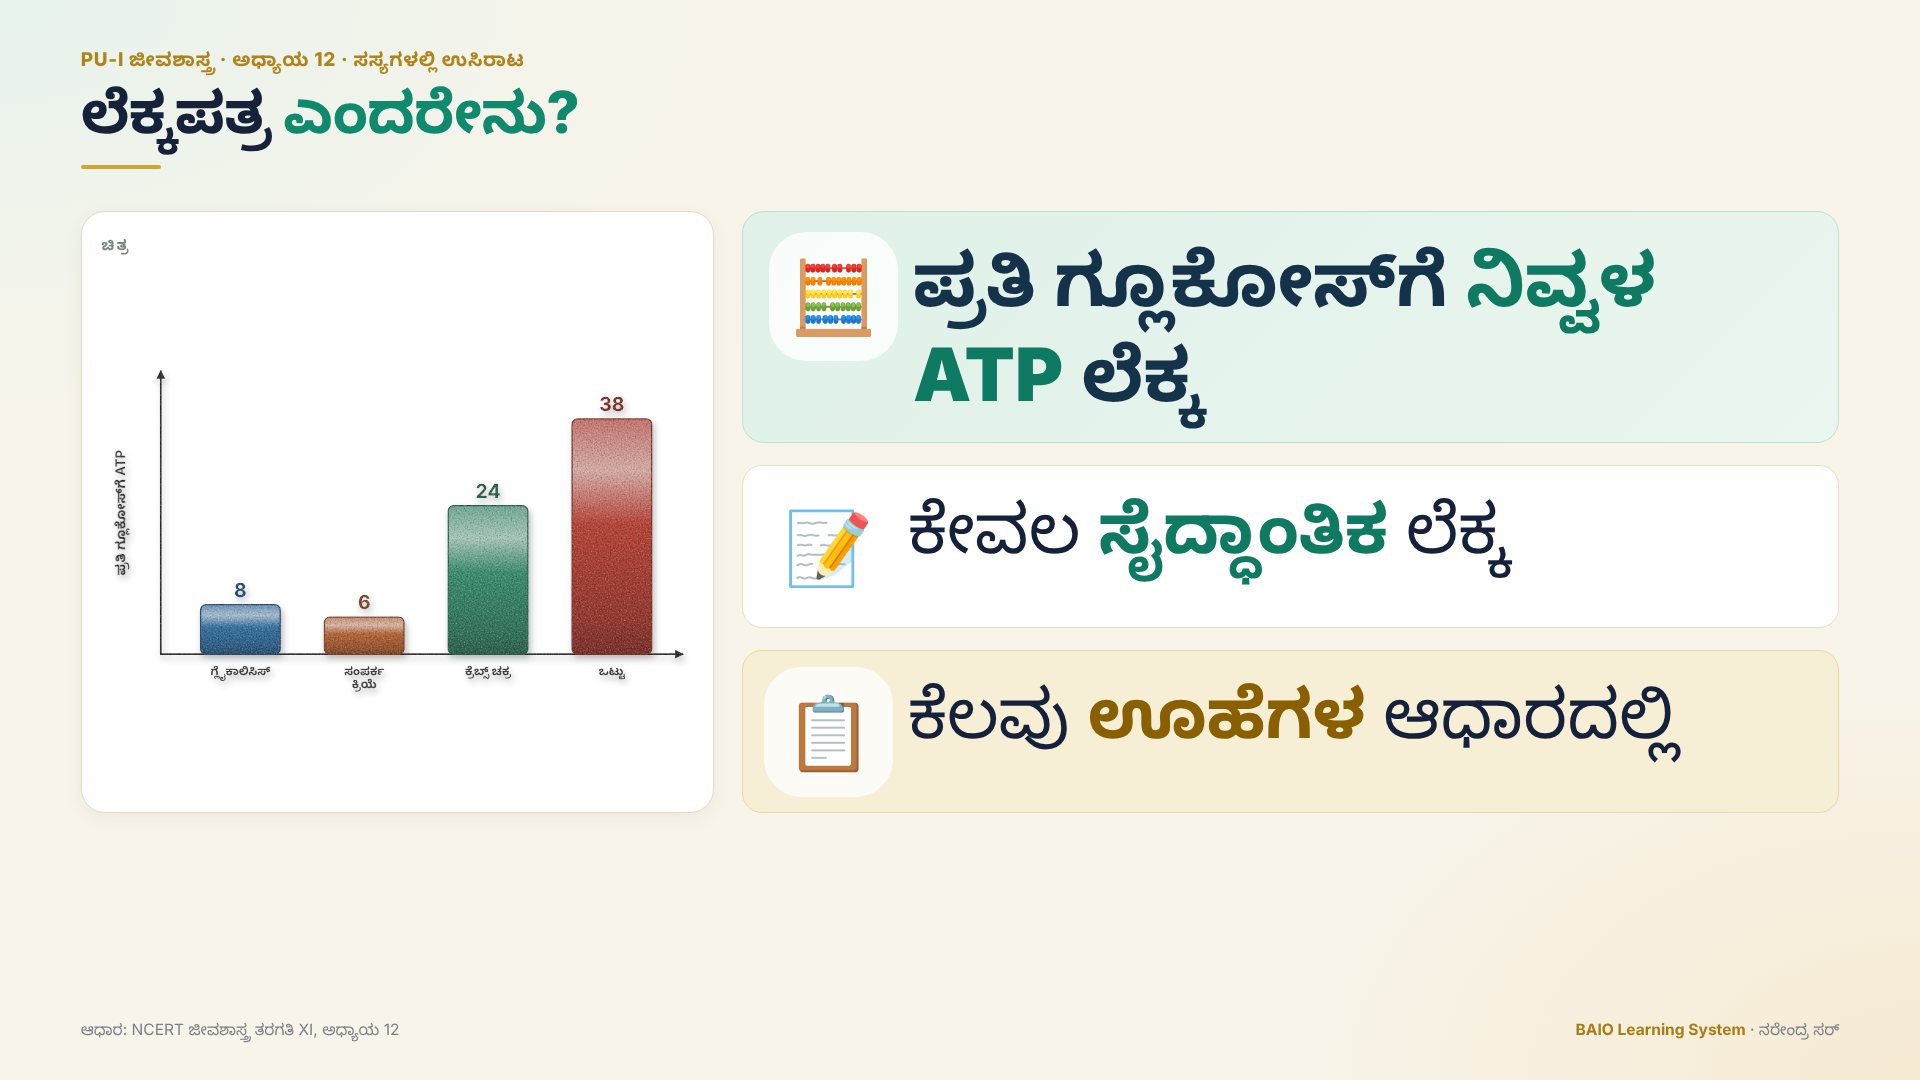 PU-I ಜೀವಶಾಸ್ತ್ರ · ಅಧ್ಯಾಯ 12 · ಸಸ್ಯಗಳಲ್ಲಿ ಉಸಿರಾಟ
ಲೆಕ್ಕಪತ್ರ ಎಂದರೇನು?
ಚಿತ್ರ
ಪ್ರತಿ ಗ್ಲೂಕೋಸ್‌ಗೆ ATP
8
6
24
38
ಗ್ಲೈಕಾಲಿಸಿಸ್
ಸಂಪರ್ಕ
ಕ್ರಿಯೆ
ಕ್ರೆಬ್ಸ್ ಚಕ್ರ
ಒಟ್ಟು
ಪ್ರತಿ ಗ್ಲೂಕೋಸ್‌ಗೆ ನಿವ್ವಳ
ATP ಲೆಕ್ಕ
ಕೇವಲ ಸೈದ್ಧಾಂತಿಕ ಲೆಕ್ಕ
ಕೆಲವು ಊಹೆಗಳ ಆಧಾರದಲ್ಲಿ
ಆಧಾರ: NCERT ಜೀವಶಾಸ್ತ್ರ ತರಗತಿ XI, ಅಧ್ಯಾಯ 12
BAIO Learning System · ನರೇಂದ್ರ ಸರ್